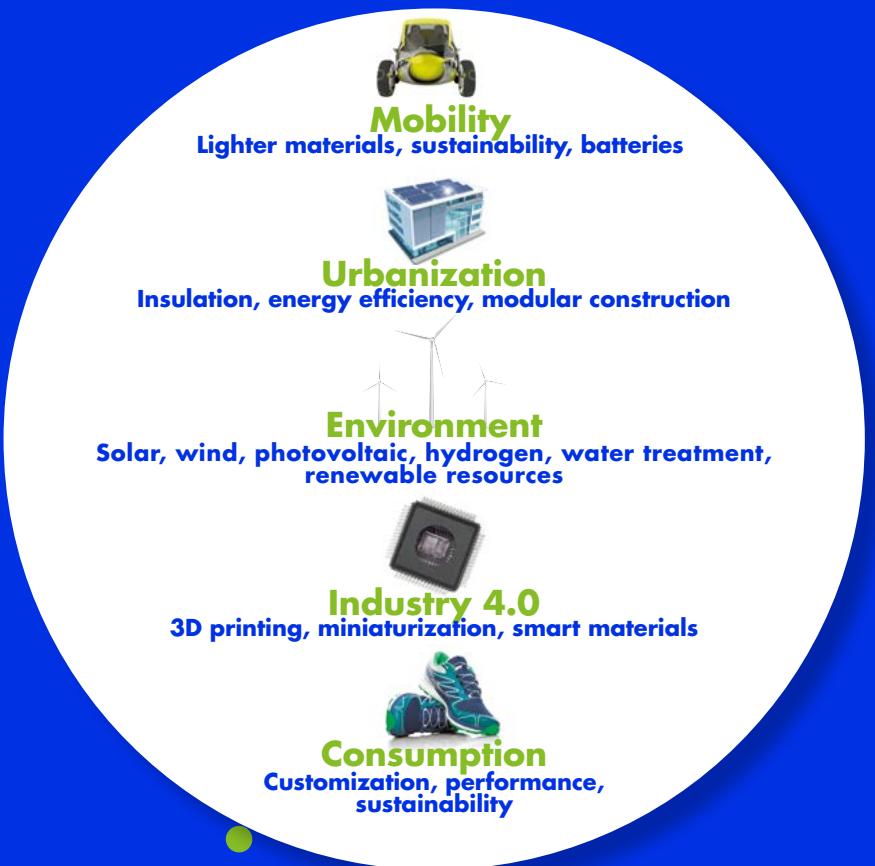 Mobility
Lighter materials, sustainability, batteries
Urbanization
Insulation, energy efficiency, modular construction
Environment
Solar, wind, photovoltaic, hydrogen, water treatment,
renewable resources
Industry 4.0
3D printing, miniaturization, smart materials
Consumption
Customization, performance,
sustainability